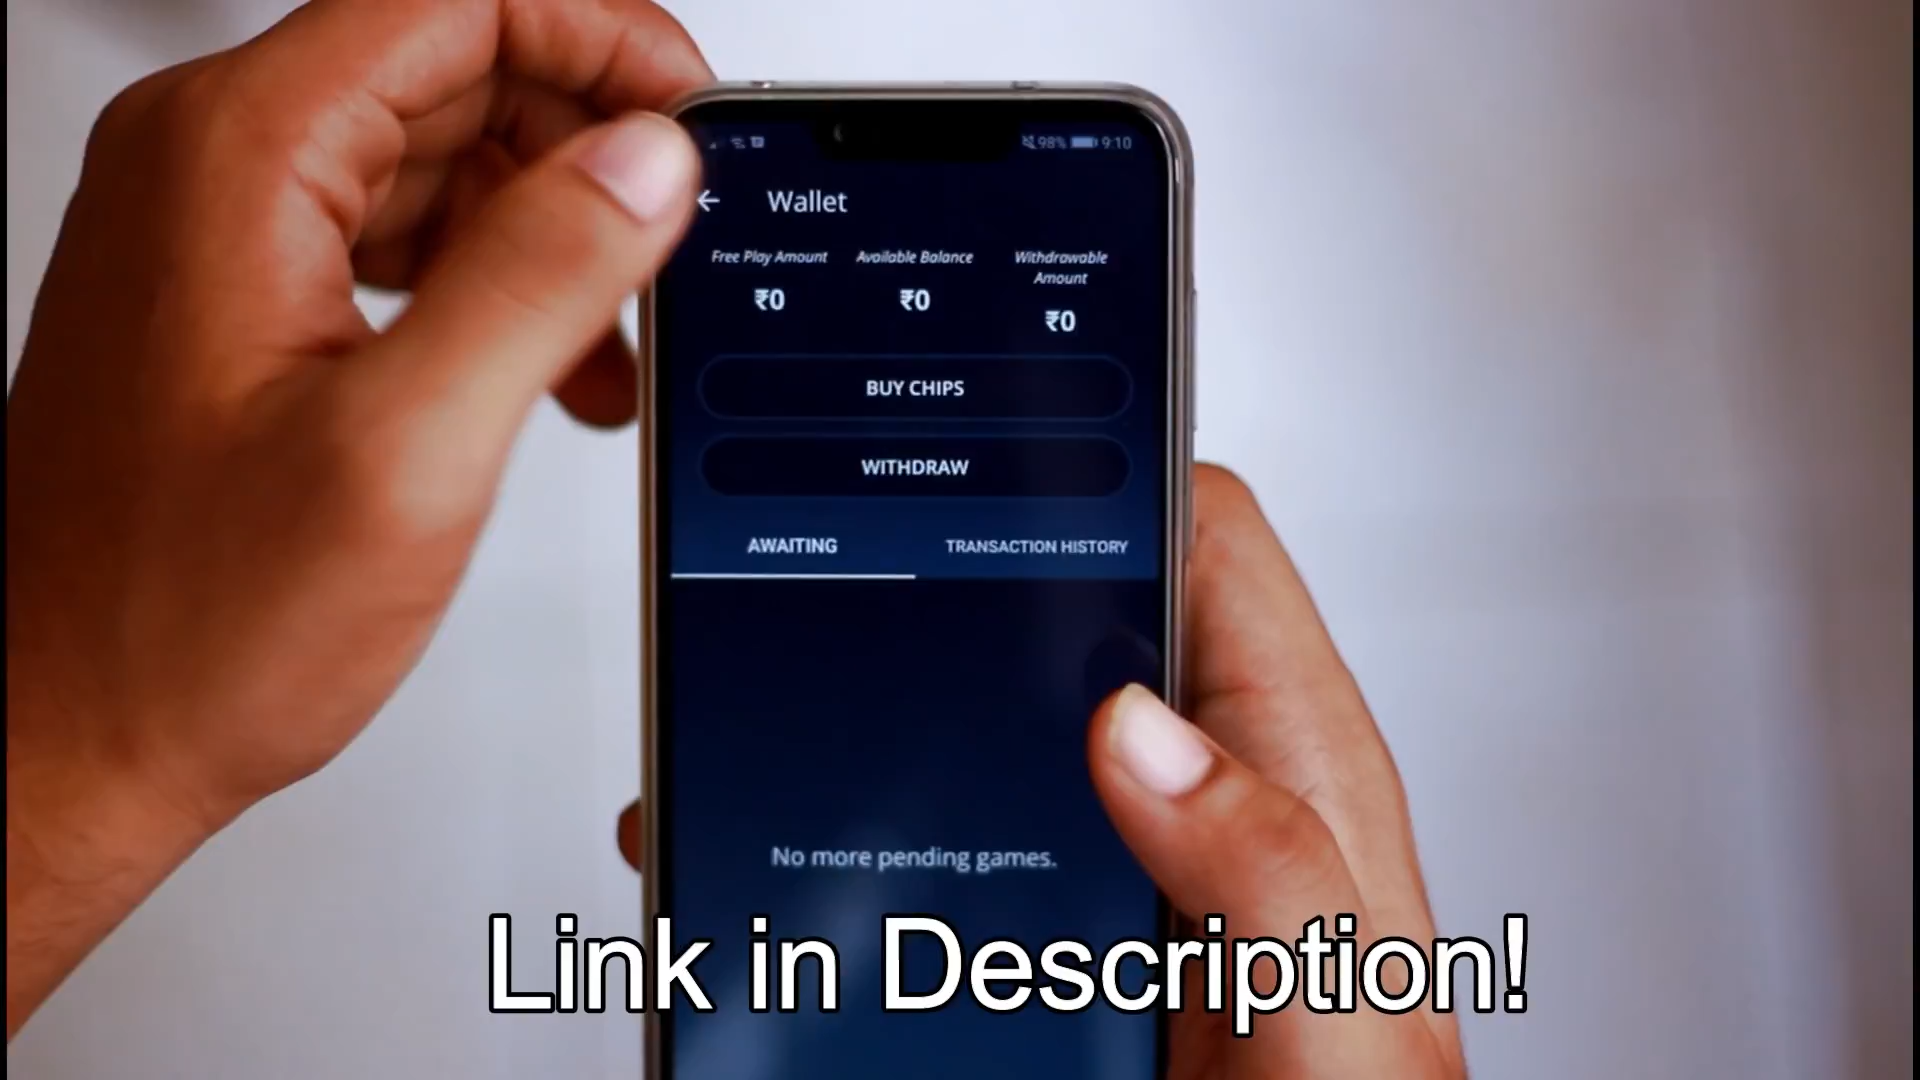 98% 9:10
Wallet
Free Play Amount Available Balance Withdrawable
Amount
₹0 ₹0 ₹0
BUY CHIPS
WITHDRAW
AWAITING TRANSACTION HISTORY
No more pending games.
Link in Description!